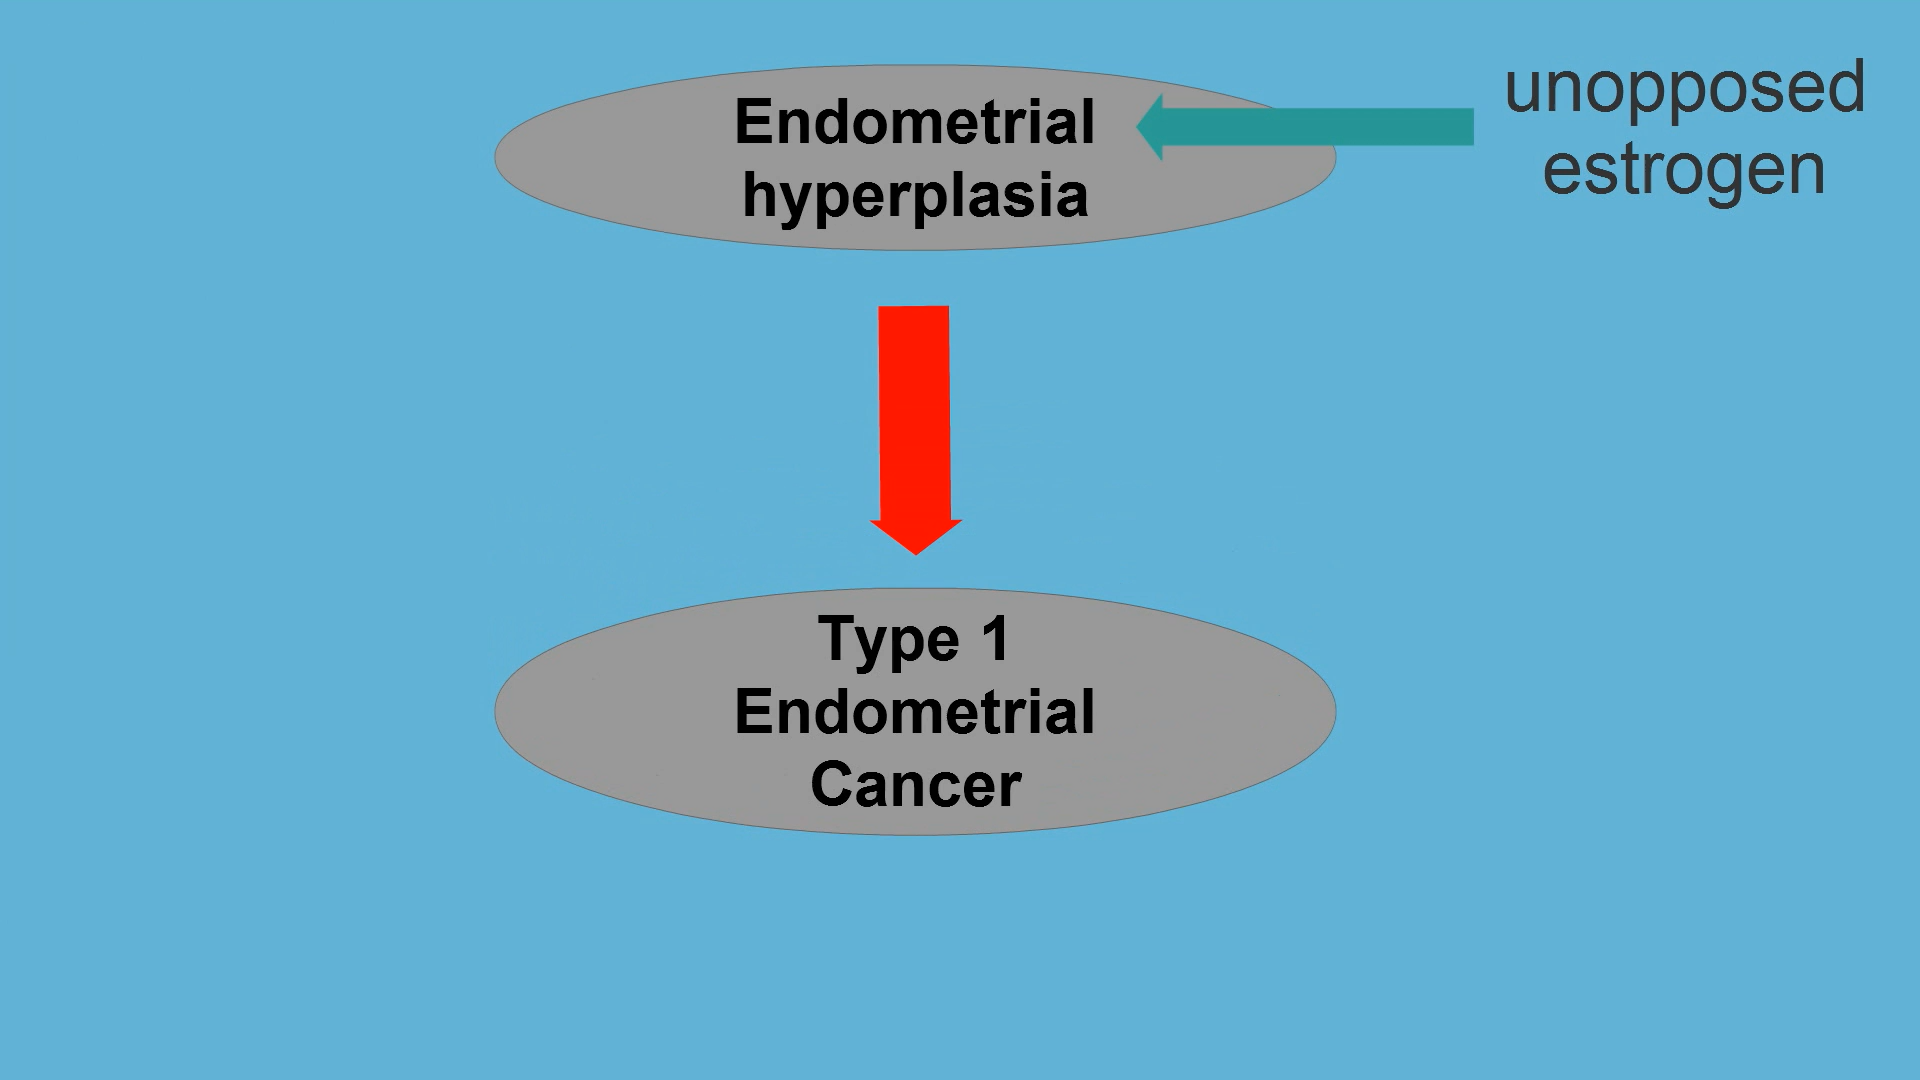 Endometrial
hyperplasia
unopposed
estrogen
Type 1
Endometrial
Cancer